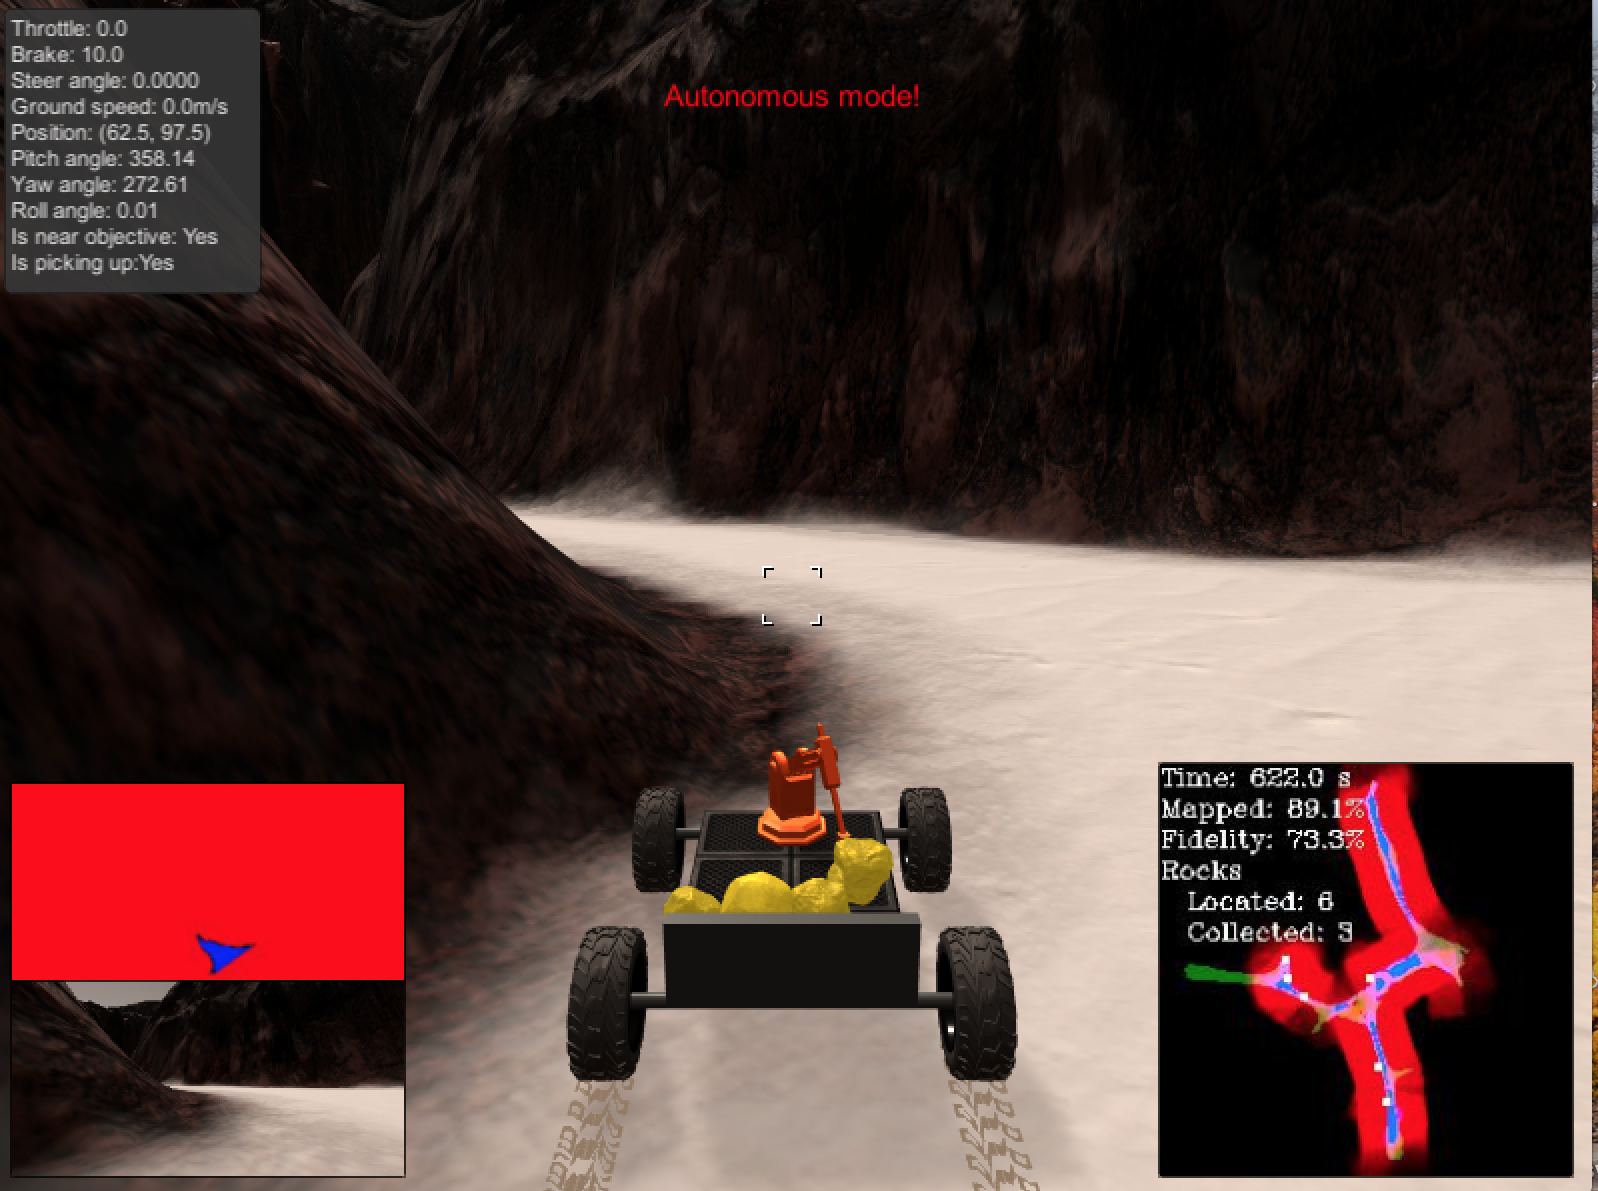 Throttle: 0.0
Brake: 10.0
Steer angle: 0.0000
Ground speed: 0.0m/s
Position: (62.5, 97.5)
Pitch angle: 358.14
Yaw angle: 272.61
Roll angle: 0.01
Is near objective: Yes
Is picking up:Yes
Autonomous mode!
Time: 622.0 s
Mapped: 89.1%
Fidelity: 73.3%
Rocks
Located: 6
Collected: 3